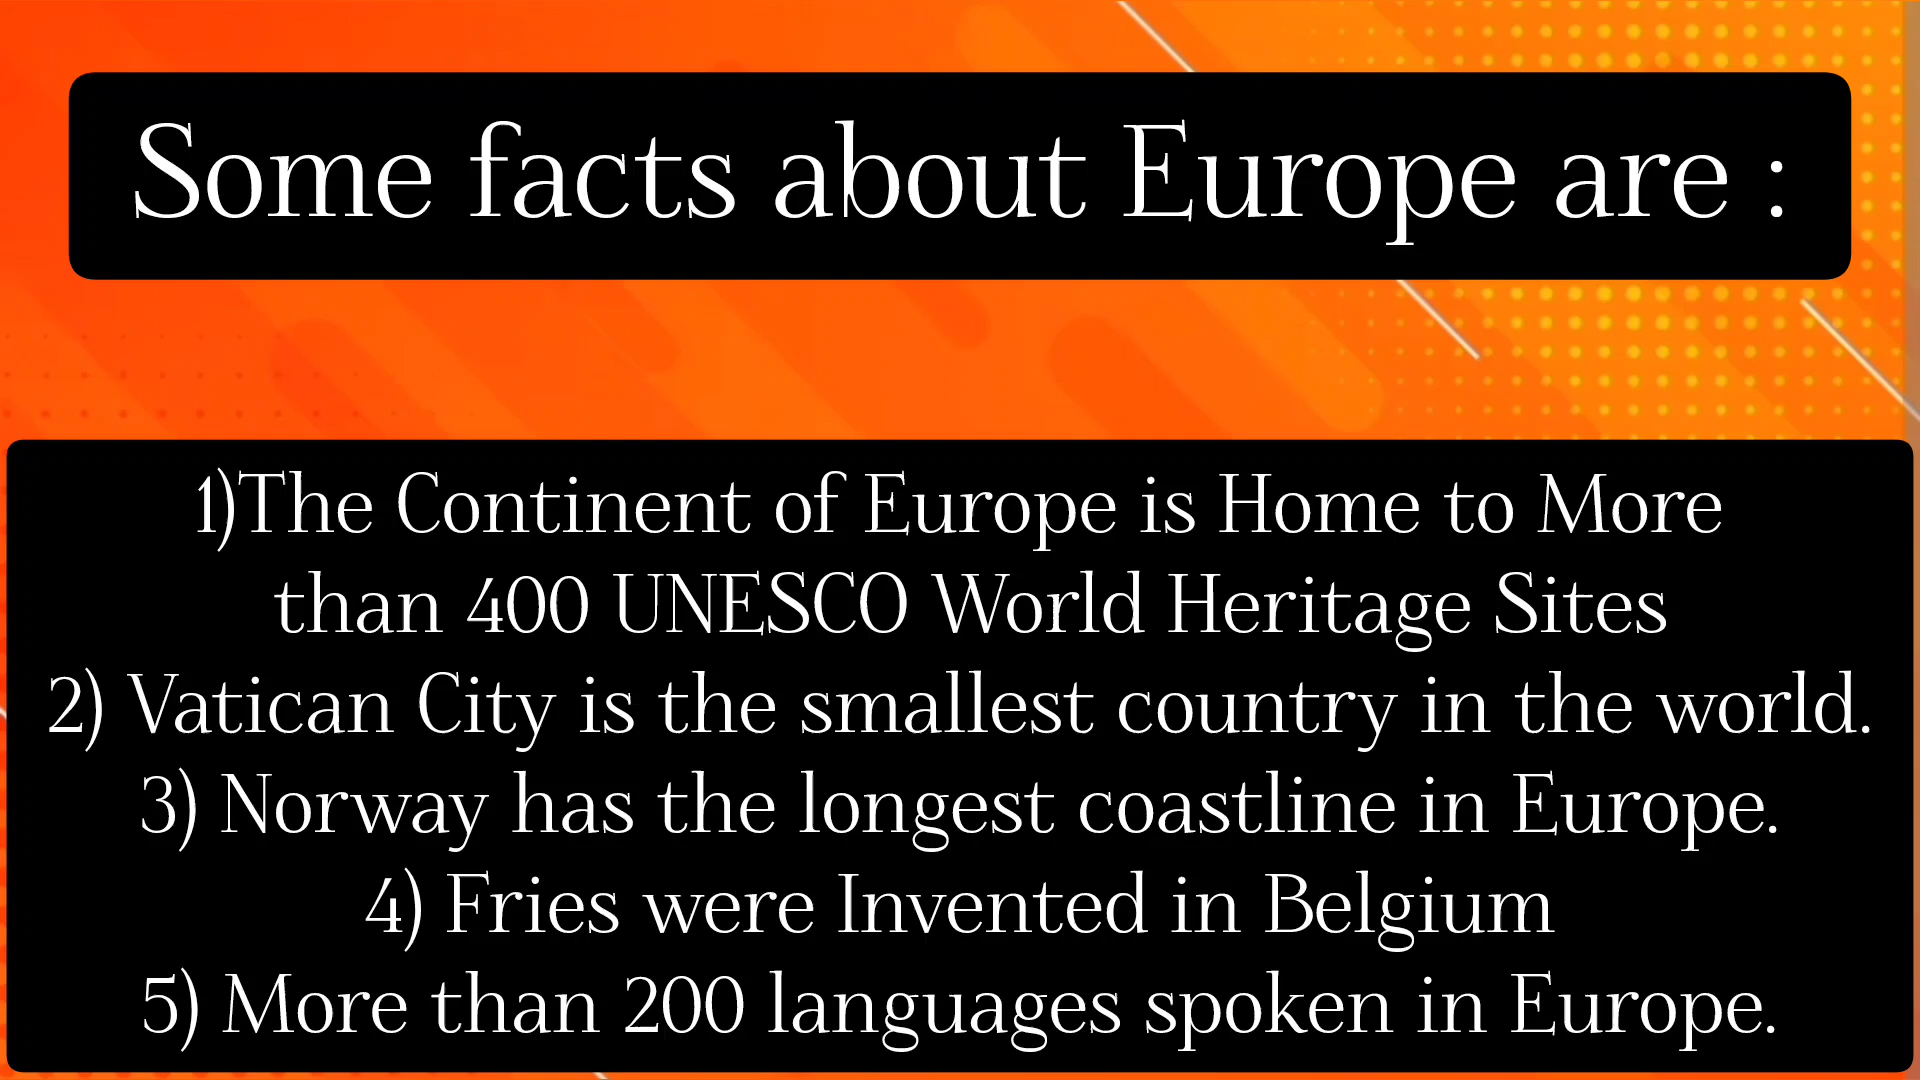 Some facts about Europe are :
1)The Continent of Europe is Home to More
than 400 UNESCO World Heritage Sites
2) Vatican City is the smallest country in the world.
3) Norway has the longest coastline in Europe.
4) Fries were Invented in Belgium
5) More than 200 languages spoken in Europe.